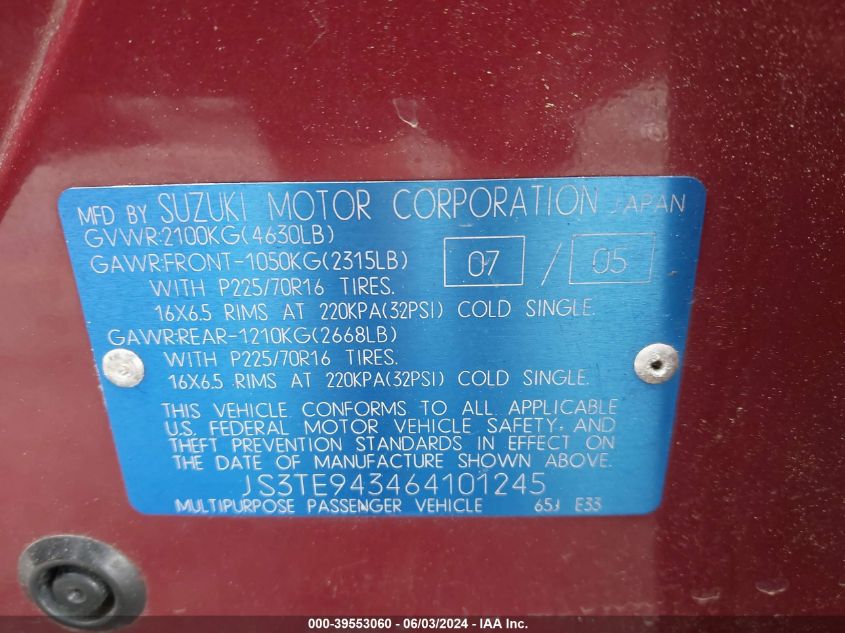 MFD BY SUZUKI MOTOR CORPORATION JAPAN
GVWR:2100KG(4630LB)
GAWR:FRONT-1050KG(2315LB) 07 / 05
WITH P225/70R16 TIRES.
16X6.5 RIMS AT 220KPA(32PSI) COLD SINGLE.
GAWR:REAR-1210KG(2668LB)
WITH P225/70R16 TIRES.
16X6.5 RIMS AT 220KPA(32PSI) COLD SINGLE.
THIS VEHICLE CONFORMS TO ALL APPLICABLE
U.S. FEDERAL MOTOR VEHICLE SAFETY, AND
THEFT PREVENTION STANDARDS IN EFFECT ON
THE DATE OF MANUFACTURE SHOWN ABOVE.
JS3TE943464101245
MULTIPURPOSE PASSENGER VEHICLE 65J E33
000-39553060 - 06/03/2024 - IAA Inc.